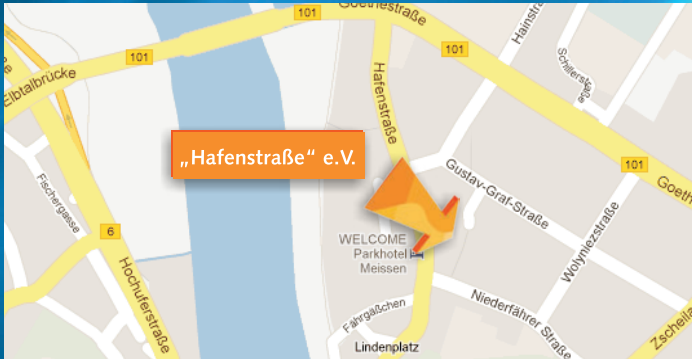 101
Goethestraße
Hainstra
101
Elbtalbrücke
Hafenstraße
Schillerstraße
„Hafenstraße“ e.V.
101
Gustav-Graf-Straße
Goeth
Fischergasse
6
WELCOME
Parkhotel
Meissen
Wolyniezstraße
Hochuferstraße
Niederfährer Straße
Fährgäßchen
Zscheila
Lindenplatz